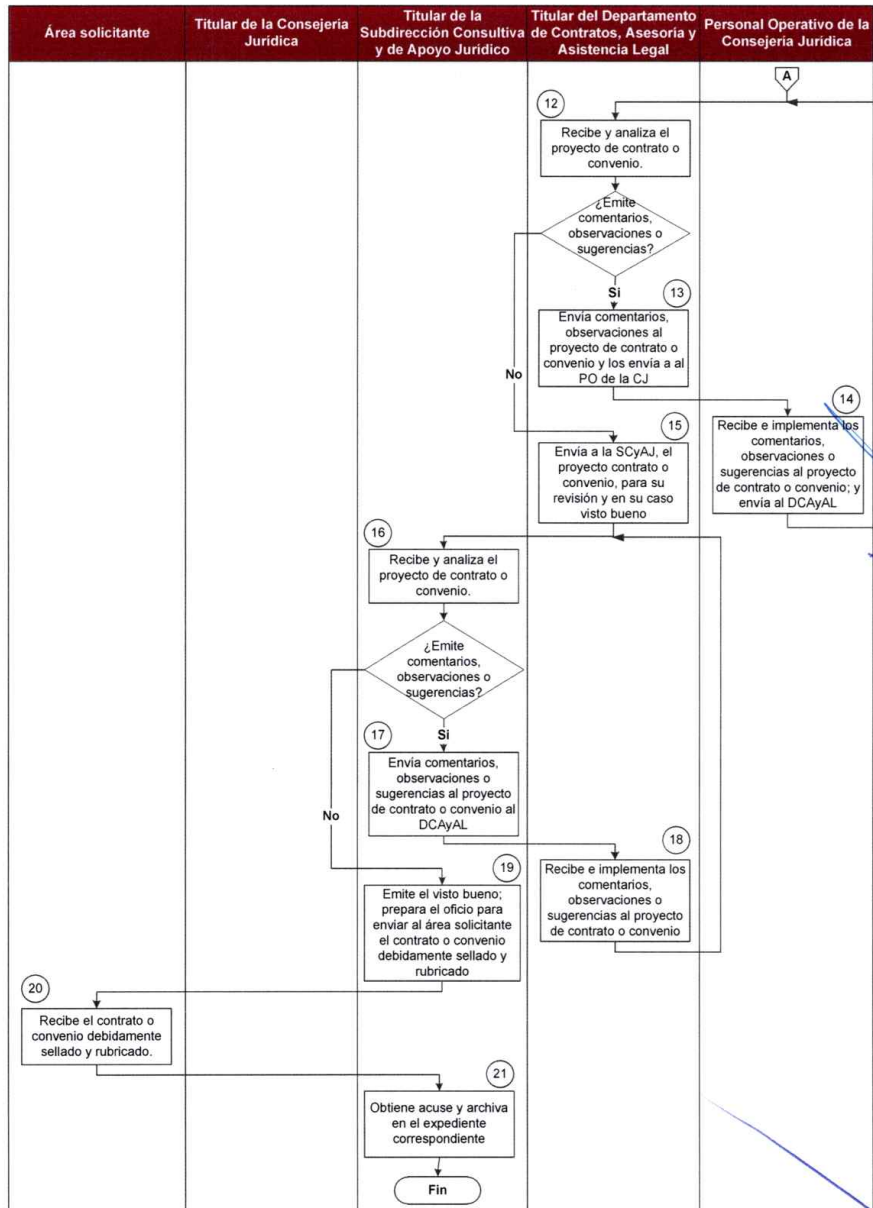 Área solicitante
Titular de la Consejería
Jurídica
Titular de la
Subdirección Consultiva
y de Apoyo Jurídico
Titular del Departamento
de Contratos, Asesoría y
Asistencia Legal
Personal Operativo de la
Consejería Jurídica
A
12
Recibe y analiza el
proyecto de contrato o
convenio.
¿Emite
comentarios,
observaciones o
sugerencias?
Si
13
Envía comentarios,
observaciones al
proyecto de contrato o
convenio y los envía a al
PO de la CJ
No
14
Recibe e implementa los
comentarios,
observaciones o
sugerencias al proyecto
de contrato o convenio; y
envía al DCAyAL
15
Envía a la SCyAJ, el
proyecto contrato o
convenio, para su
revisión y en su caso
visto bueno
16
Recibe y analiza el
proyecto de contrato o
convenio.
¿Emite
comentarios,
observaciones o
sugerencias?
Si
17
Envía comentarios,
observaciones o
sugerencias al proyecto
de contrato o convenio al
DCAyAL
No
18
Recibe e implementa los
comentarios,
observaciones o
sugerencias al proyecto
de contrato o convenio
19
Emite el visto bueno;
prepara el oficio para
enviar al área solicitante
el contrato o convenio
debidamente sellado y
rubricado
20
Recibe el contrato o
convenio debidamente
sellado y rubricado.
21
Obtiene acuse y archiva
en el expediente
correspondiente
Fin